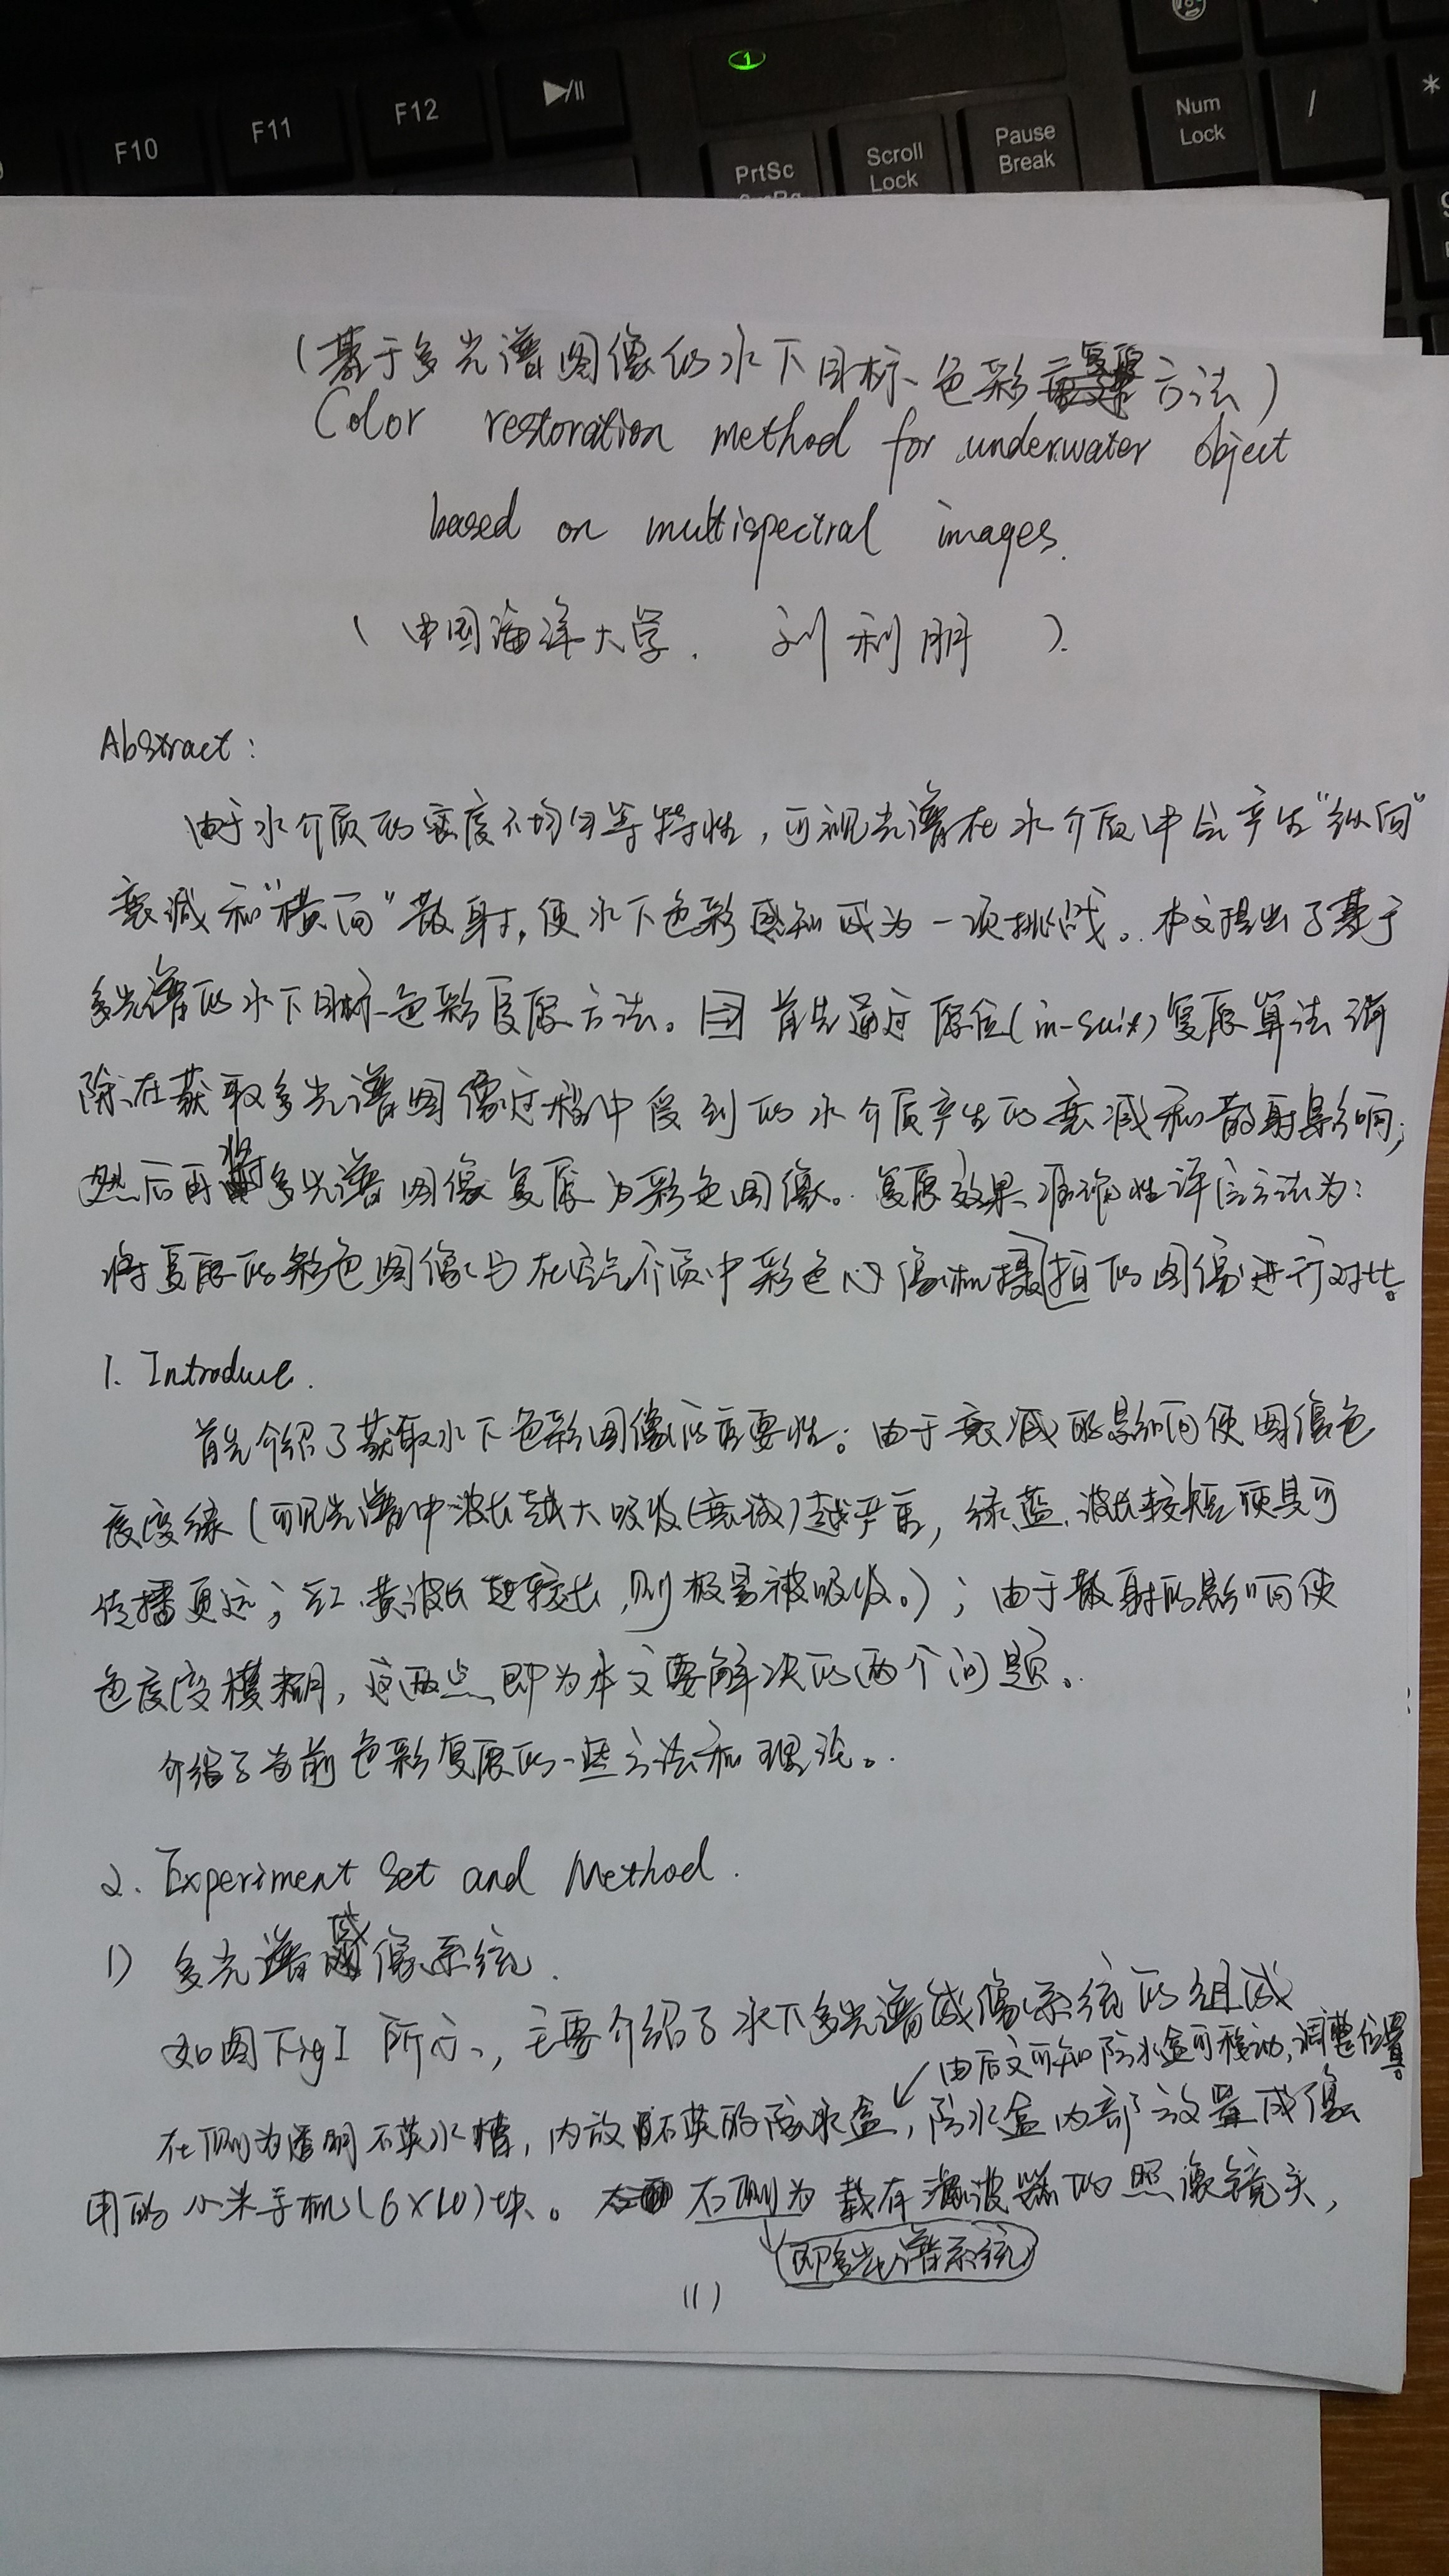 F10 F11 F12 ▶/II
1
PrtSc
Scroll
Lock
Pause
Break
Num
Lock
/
*
(基于多光谱图像的水下目标色彩复原方法)
Color restoration method for underwater object
based on multispectral images.
(中国海洋大学. 刘利朋).
Abstract:
由于水介质的密度不均匀等特性,可视光谱在水介质中会产生"纵向"
衰减和"横向"散射,使水下色彩感知成为一项挑战。本文提出了基于
多光谱的水下目标色彩复原方法。首先通过原位(in-suit)复原算法消
除在获取多光谱图像过程中受到的水介质产生的衰减和散射影响;
然后再将多光谱图像复原为彩色图像。复原效果准确性评估方法为:
将复原的彩色图像与在空气介质中彩色像机摄拍的图像进行对比。
1. Introduce.
首先介绍了获取水下色彩图像的重要性。由于衰减的影响使图像色
度变绿(可见光谱中波长越大吸收(衰减)越严重,绿、蓝、波长较短顾
传播更远;红、黄波长较长,则极易被吸收。);由于散射的影响使
色度变模糊,这两点即为本文要解决的两个问题。
介绍了当前色彩复原的一些方法和理论。
2. Experiment Set and Method.
1) 多光谱成像系统.
如图Fig1所示,主要介绍了水下多光谱成像系统的组成
由后文可知防水盒可移动,调整位置。
在侧为透明石英水槽,内放石英的防水盒,防水盒内部放置成像
用的小米手机(6×10)块。右侧为载有滤波器的照像镜头,
即多光谱系统
(1)